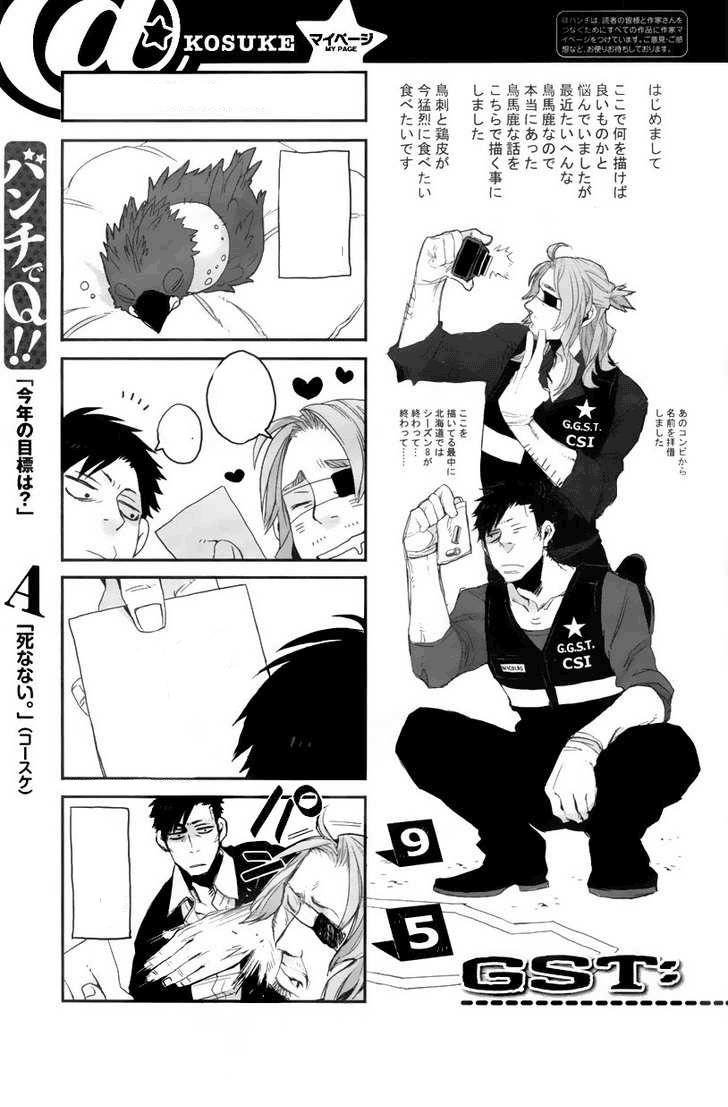 @ KOSUKE
マイページ
MY PAGE
@バンチは、読者の皆様と作家さんを
つなぐためにすべての作品に作家マ
イページをつけています。ご意見・ご感
想など、お便りお待ちしております。
はじめまして
ここで何を描けば
良いものかと
悩んでいましたが
最近たいへんな
鳥馬鹿なので
本当にあった
鳥馬鹿な話を
こちらで描く事に
しました
鳥刺と鶏皮が
今猛烈に食べたい
食べたいです
あのコンビから
名前を拝借
しました
ここを
描いてる最中に
北海道では
シーズン8が
終わって…
終わって……
G.G.S.T.
CSI
G.G.S.T.
CSI
NICOLAS
9
5
GST
パン
バンチでQ!!
「今年の目標は?」
A「死なない。」(コースケ)